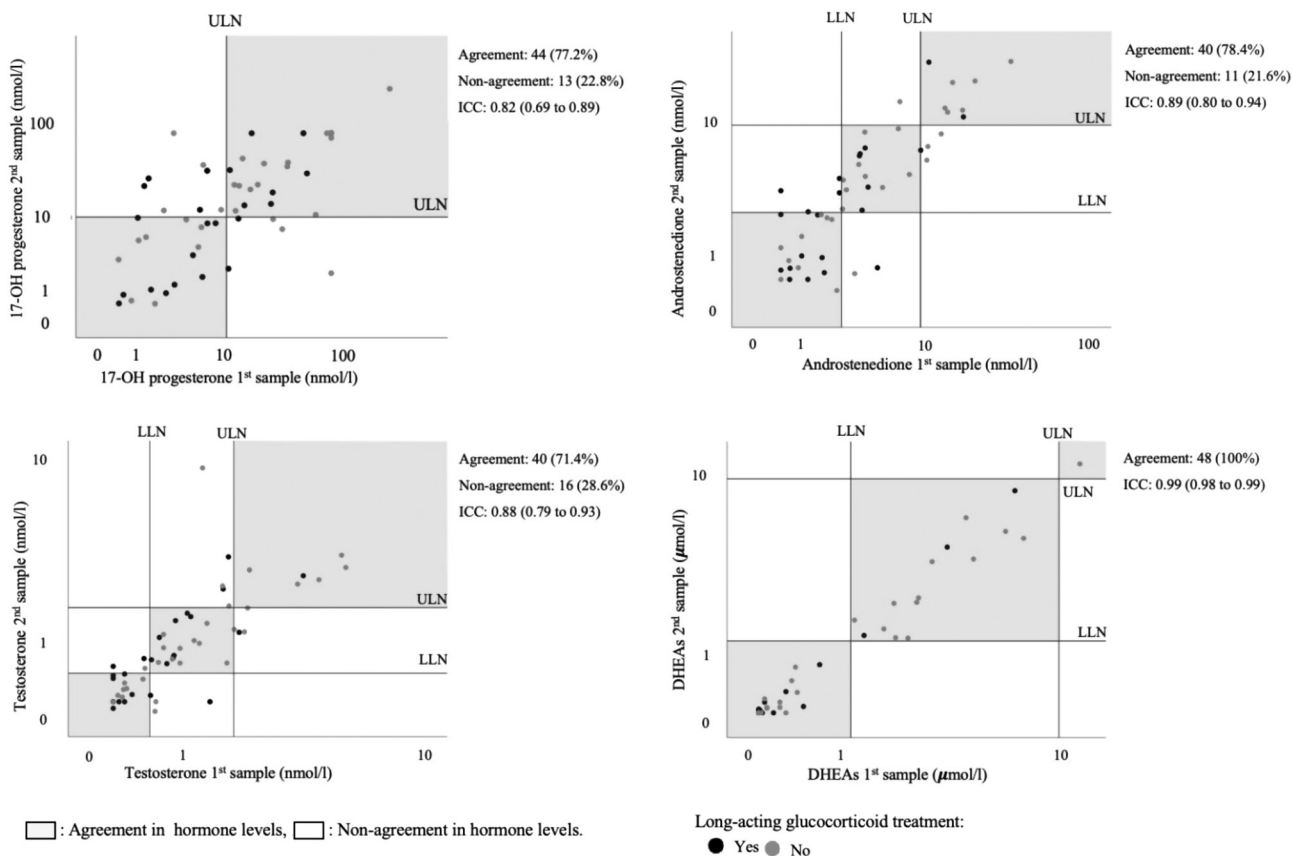 ULN
Agreement: 44 (77.2%)
Non-agreement: 13 (22.8%)
ICC: 0.82 (0.69 to 0.89)
17-OH progesterone 2nd sample (nmol/l)
100
10
1
0
ULN
0 1 10 100
17-OH progesterone 1st sample (nmol/l)
LLN ULN
Agreement: 40 (78.4%)
Non-agreement: 11 (21.6%)
ICC: 0.89 (0.80 to 0.94)
Androstenedione 2nd sample (nmol/l)
10
1
0
ULN
LLN
0 1 10 100
Androstenedione 1st sample (nmol/l)
LLN ULN
Agreement: 40 (71.4%)
Non-agreement: 16 (28.6%)
ICC: 0.88 (0.79 to 0.93)
Testosterone 2nd sample (nmol/l)
10
1
0
ULN
LLN
0 1 10
Testosterone 1st sample (nmol/l)
LLN ULN
Agreement: 48 (100%)
ICC: 0.99 (0.98 to 0.99)
DHEAs 2nd sample (µmol/l)
10
1
0
ULN
LLN
0 1 10
DHEAs 1st sample (µmol/l)
: Agreement in hormone levels, : Non-agreement in hormone levels.
Long-acting glucocorticoid treatment:
Yes No